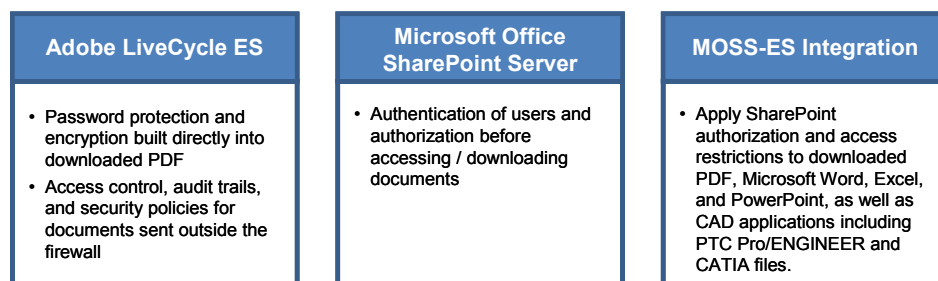 Adobe LiveCycle ES
• Password protection and
encryption built directly into
downloaded PDF
• Access control, audit trails,
and security policies for
documents sent outside the
firewall
Microsoft Office
SharePoint Server
• Authentication of users and
authorization before
accessing / downloading
documents
MOSS-ES Integration
• Apply SharePoint
authorization and access
restrictions to downloaded
PDF, Microsoft Word, Excel,
and PowerPoint, as well as
CAD applications including
PTC Pro/ENGINEER and
CATIA files.